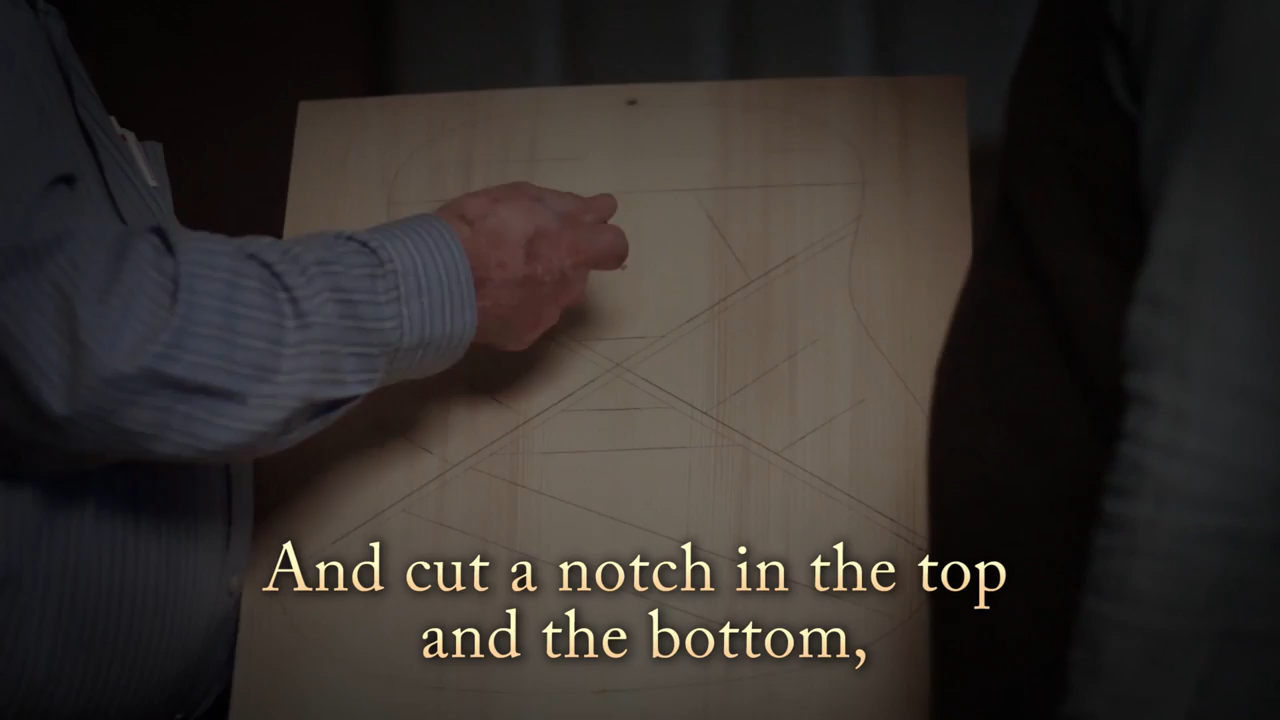 And cut a notch in the top
and the bottom,